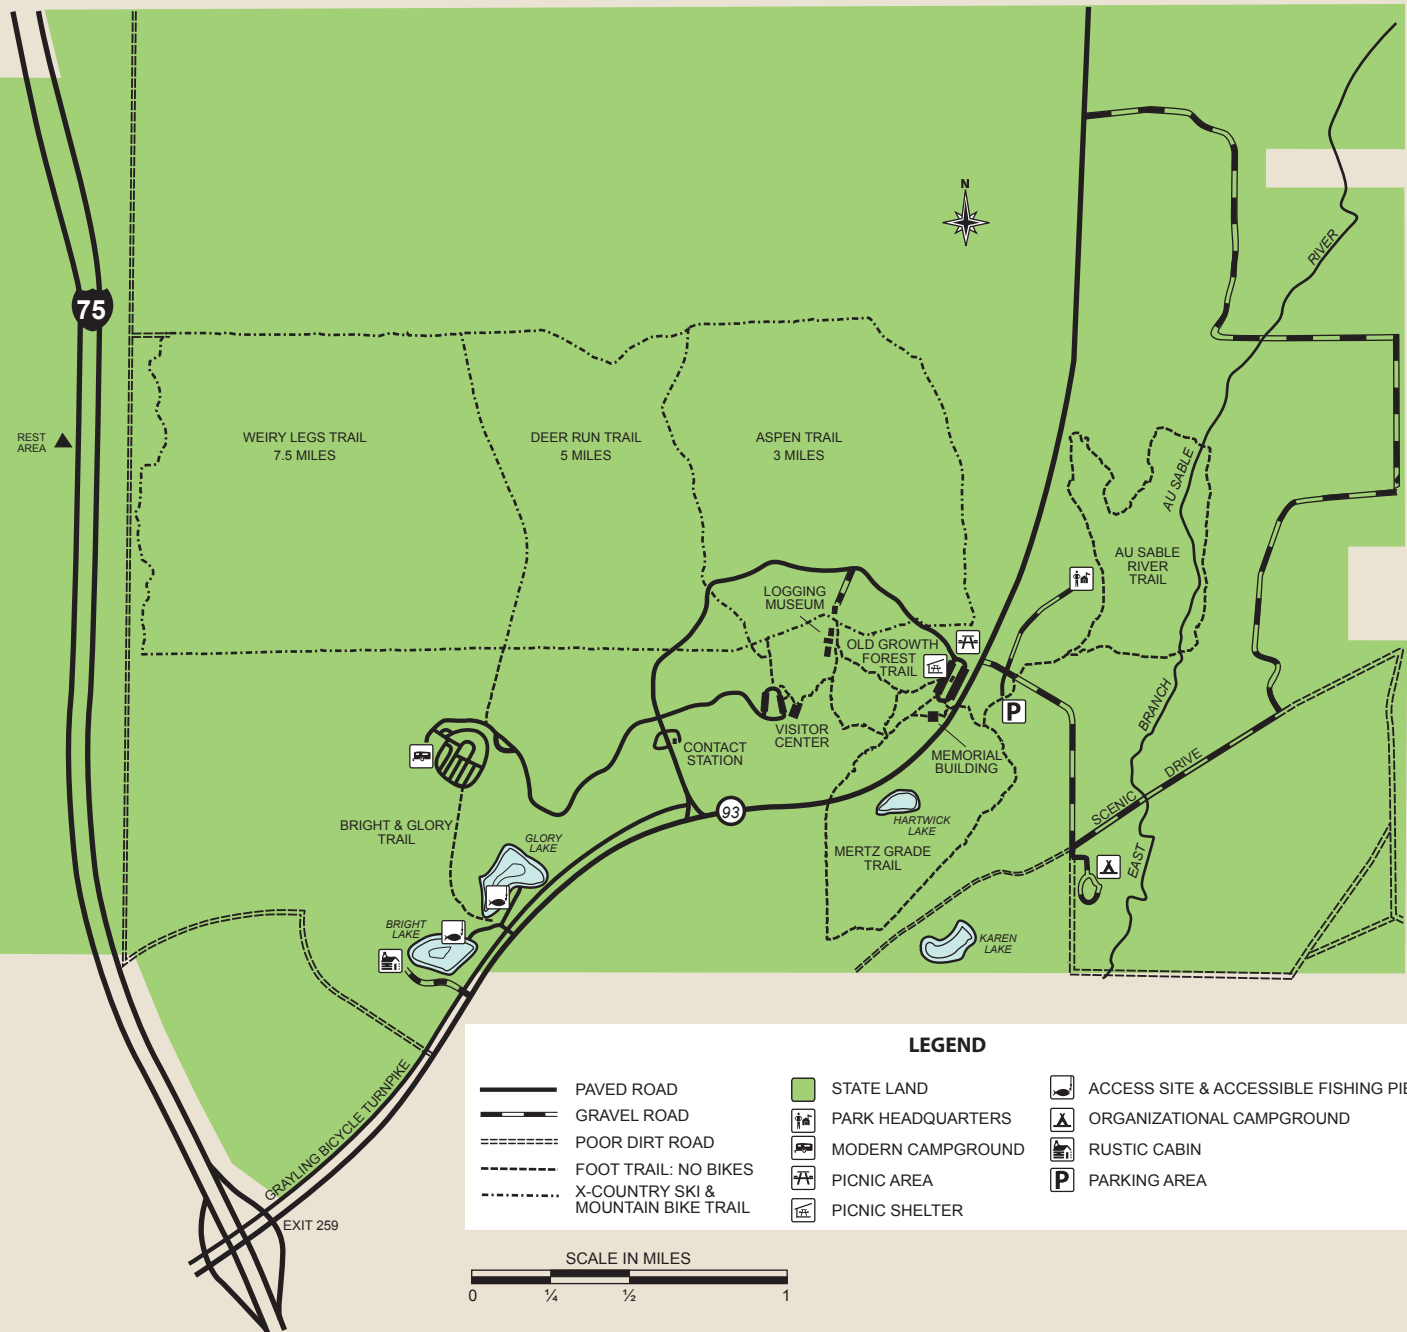 N
RIVER
75
REST
AREA
WEIRY LEGS TRAIL
7.5 MILES
DEER RUN TRAIL
5 MILES
ASPEN TRAIL
3 MILES
AU SABLE
AU SABLE
RIVER
TRAIL
LOGGING
MUSEUM
OLD GROWTH
FOREST
TRAIL
P
BRANCH
VISITOR
CENTER
CONTACT
STATION
MEMORIAL
BUILDING
SCENIC DRIVE
93
HARTWICK
LAKE
BRIGHT & GLORY
TRAIL
GLORY
LAKE
MERTZ GRADE
TRAIL
EAST
BRIGHT
LAKE
KAREN
LAKE
GRAYLING BICYCLE TURNPIKE
EXIT 259
LEGEND
PAVED ROAD
GRAVEL ROAD
POOR DIRT ROAD
FOOT TRAIL: NO BIKES
X-COUNTRY SKI &
MOUNTAIN BIKE TRAIL
STATE LAND
PARK HEADQUARTERS
MODERN CAMPGROUND
PICNIC AREA
PICNIC SHELTER
ACCESS SITE & ACCESSIBLE FISHING PIE
ORGANIZATIONAL CAMPGROUND
RUSTIC CABIN
P PARKING AREA
SCALE IN MILES
0 ¼ ½ 1